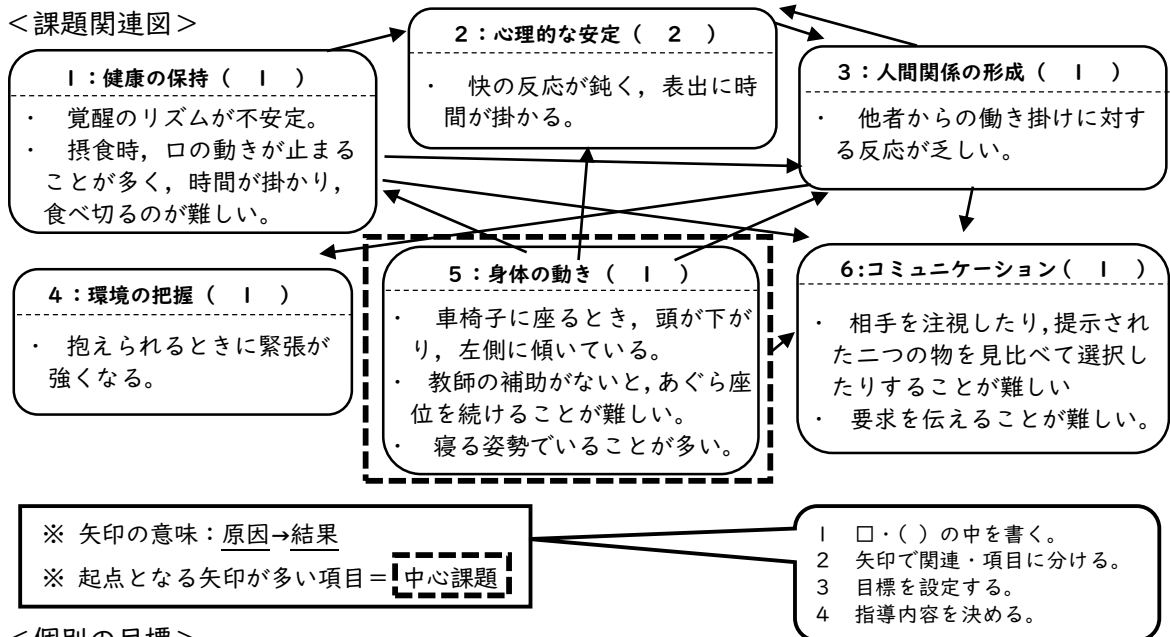 <課題関連図>
1:健康の保持( 1 )
・ 覚醒のリズムが不安定。
・ 摂食時,口の動きが止まる
ことが多く,時間が掛かり,
食べ切るのが難しい。
2:心理的な安定( 2 )
・ 快の反応が鈍く,表出に時
間が掛かる。
3:人間関係の形成( 1 )
・ 他者からの働き掛けに対す
る反応が乏しい。
4:環境の把握( 1 )
・ 抱えられるときに緊張が
強くなる。
5:身体の動き( 1 )
・ 車椅子に座るとき,頭が下が
り,左側に傾いている。
・ 教師の補助がないと,あぐら座
位を続けることが難しい。
・ 寝る姿勢でいることが多い。
6:コミュニケーション( 1 )
・ 相手を注視したり,提示され
た二つの物を見比べて選択し
たりすることが難しい
・ 要求を伝えることが難しい。
※ 矢印の意味:原因→結果
※ 起点となる矢印が多い項目=中心課題
1 □・( )の中を書く。
2 矢印で関連・項目に分ける。
3 目標を設定する。
4 指導内容を決める。
<個別の目標>